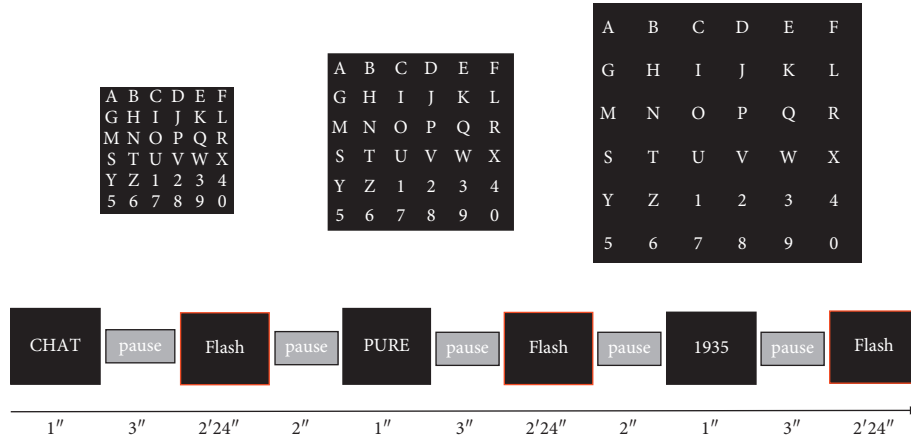 A B C D E F
G H I J K L
M N O P Q R
S T U V W X
Y Z 1 2 3 4
5 6 7 8 9 0
A B C D E F
G H I J K L
M N O P Q R
S T U V W X
Y Z 1 2 3 4
5 6 7 8 9 0
A B C D E F
G H I J K L
M N O P Q R
S T U V W X
Y Z 1 2 3 4
5 6 7 8 9 0
CHAT pause Flash pause PURE pause Flash pause 1935 pause Flash
1″ 3″ 2′24″ 2″ 1″ 3″ 2′24″ 2″ 1″ 3″ 2′24″